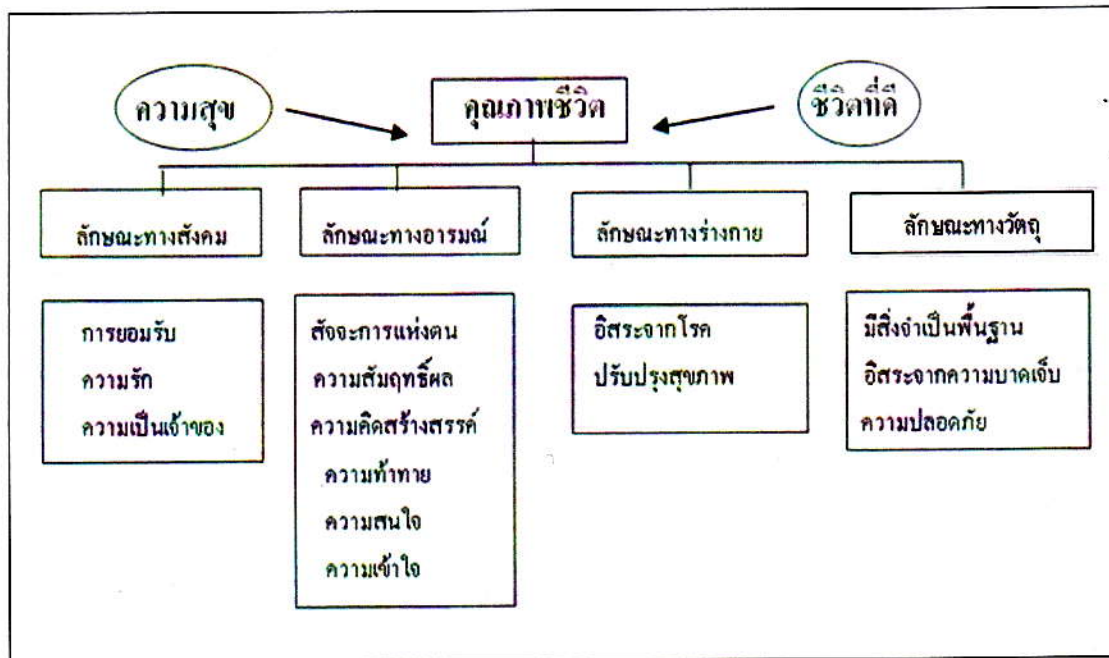 ความสุข
คุณภาพชีวิต
ชีวิตที่ดี
ลักษณะทางสังคม
ลักษณะทางอารมณ์
ลักษณะทางร่างกาย
ลักษณะทางวัตถุ
การยอมรับ
ความรัก
ความเป็นเจ้าของ
สัจจะการแห่งตน
ความสัมฤทธิ์ผล
ความคิดสร้างสรรค์
ความท้าทาย
ความสนใจ
ความเข้าใจ
อิสระจากโรค
ปรับปรุงสุขภาพ
มีสิ่งจำเป็นพื้นฐาน
อิสระจากความบาดเจ็บ
ความปลอดภัย